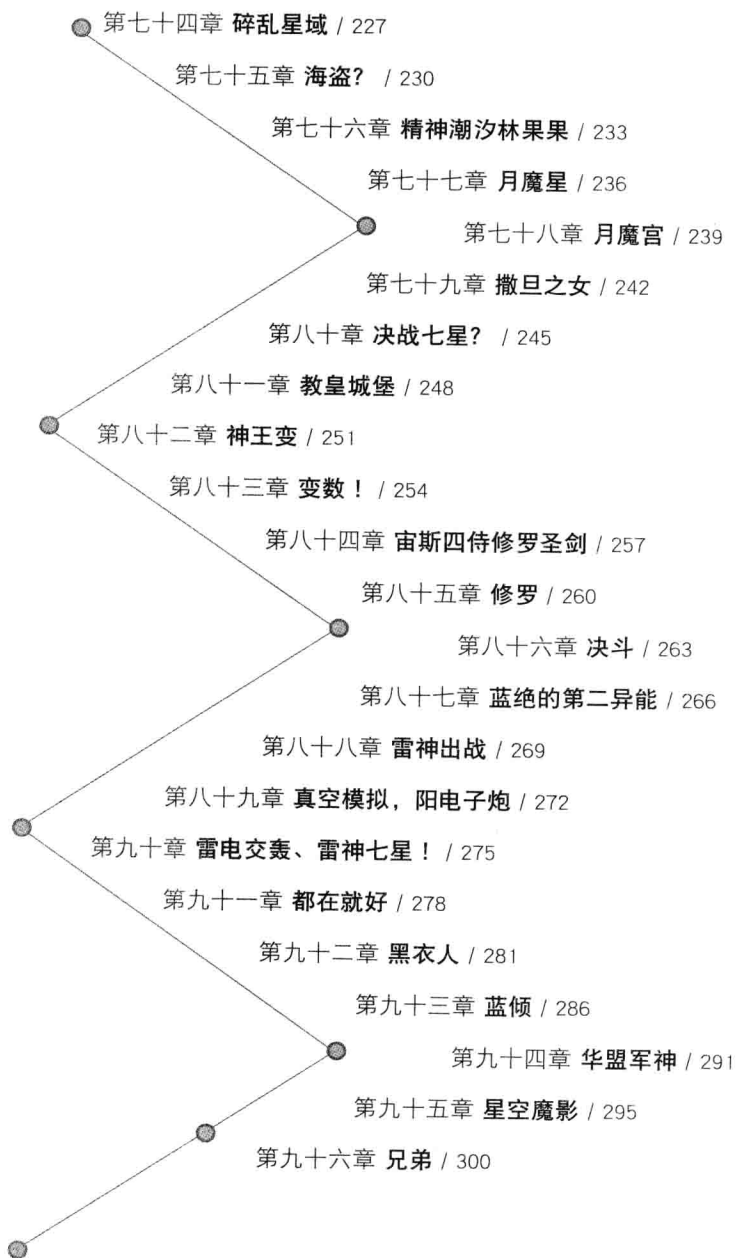 第七十四章 碎乱星域 / 227
第七十五章 海盗？ / 230
第七十六章 精神潮汐林果果 / 233
第七十七章 月魔星 / 236
第七十八章 月魔宫 / 239
第七十九章 撒旦之女 / 242
第八十章 决战七星？ / 245
第八十一章 教皇城堡 / 248
第八十二章 神王变 / 251
第八十三章 变数！ / 254
第八十四章 宙斯四侍修罗圣剑 / 257
第八十五章 修罗 / 260
第八十六章 决斗 / 263
第八十七章 蓝绝的第二异能 / 266
第八十八章 雷神出战 / 269
第八十九章 真空模拟，阳电子炮 / 272
第九十章 雷电交轰、雷神七星！ / 275
第九十一章 都在就好 / 278
第九十二章 黑衣人 / 281
第九十三章 蓝倾 / 286
第九十四章 华盟军神 / 291
第九十五章 星空魔影 / 295
第九十六章 兄弟 / 300